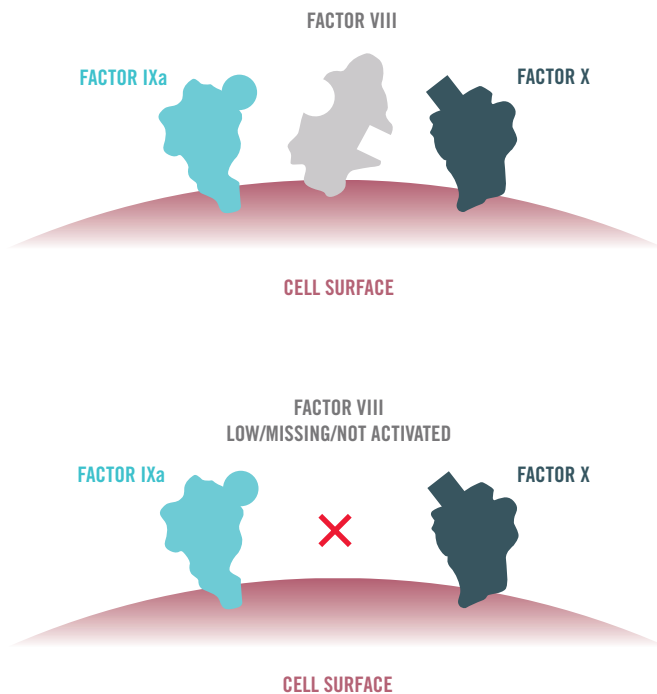 FACTOR VIII
FACTOR IXa
FACTOR X
CELL SURFACE
FACTOR VIII
LOW/MISSING/NOT ACTIVATED
FACTOR IXa
FACTOR X
CELL SURFACE